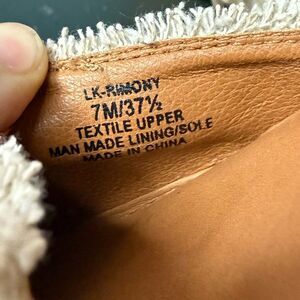 LK-RIMONY
7M/37½
TEXTILE UPPER
MAN MADE LINING/SOLE
MADE IN CHINA